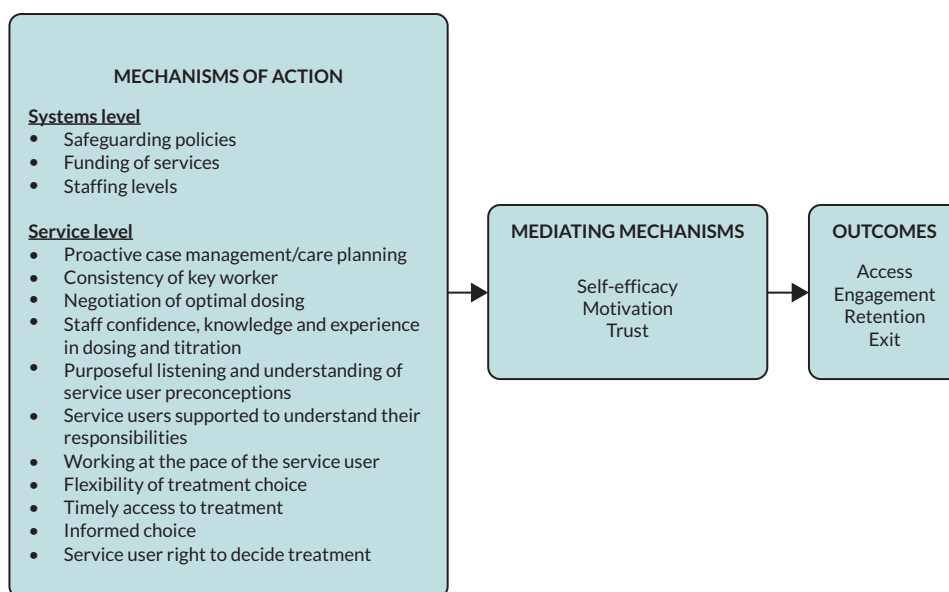 MECHANISMS OF ACTION
Systems level
• Safeguarding policies
• Funding of services
• Staffing levels
Service level
• Proactive case management/care planning
• Consistency of key worker
• Negotiation of optimal dosing
• Staff confidence, knowledge and experience
in dosing and titration
• Purposeful listening and understanding of
service user preconceptions
• Service users supported to understand their
responsibilities
• Working at the pace of the service user
• Flexibility of treatment choice
• Timely access to treatment
• Informed choice
• Service user right to decide treatment
MEDIATING MECHANISMS
Self-efficacy
Motivation
Trust
OUTCOMES
Access
Engagement
Retention
Exit